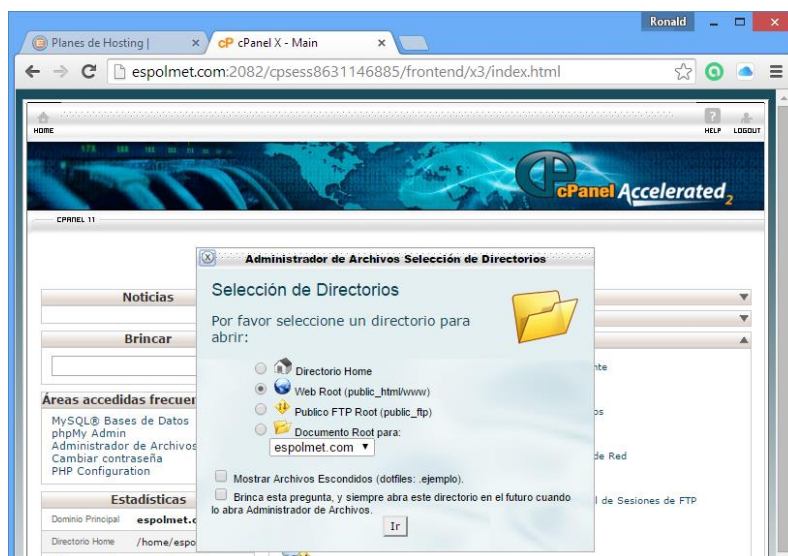 Ronald
Planes de Hosting |
cP cPanel X - Main
espolmet.com:2082/cpsess8631146885/frontend/x3/index.html
HOME
HELP LOGOUT
cPanel Accelerated2
CPANEL 11
Administrador de Archivos Selección de Directorios
Selección de Directorios
Por favor seleccione un directorio para
abrir:
Directorio Home
Web Root (public_html/www)
Publico FTP Root (public_ftp)
Documento Root para:
espolmet.com
Mostrar Archivos Escondidos (dotfiles: .ejemplo).
Brinca esta pregunta, y siempre abra este directorio en el futuro cuando
lo abra Administrador de Archivos.
Ir
Noticias
Brincar
Áreas accedidas frecuer
MySQL® Bases de Datos
phpMy Admin
Administrador de Archivos
Cambiar contraseña
PHP Configuration
Estadísticas
Dominio Principal espolmet.c
Directorio Home /home/espo
nte
os
de Red
l de Sesiones de FTP